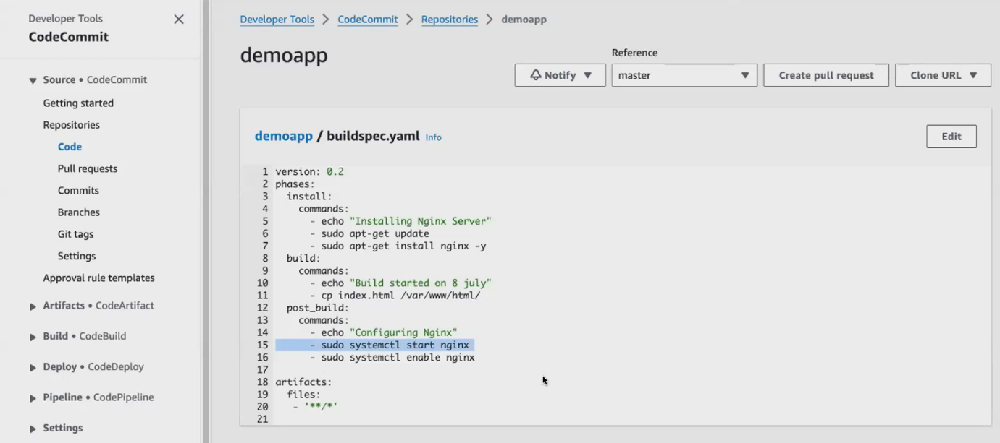 Developer Tools
CodeCommit
Source • CodeCommit
Getting started
Repositories
Code
Pull requests
Commits
Branches
Git tags
Settings
Approval rule templates
Artifacts • CodeArtifact
Build • CodeBuild
Deploy • CodeDeploy
Pipeline • CodePipeline
Settings
Developer Tools > CodeCommit > Repositories > demoapp
demoapp
Reference
Notify master Create pull request Clone URL
demoapp / buildspec.yaml Info Edit
1 version: 0.2
2 phases:
3   install:
4     commands:
5       - echo "Installing Nginx Server"
6       - sudo apt-get update
7       - sudo apt-get install nginx -y
8   build:
9     commands:
10       - echo "Build started on 8 july"
11       - cp index.html /var/www/html/
12   post_build:
13     commands:
14       - echo "Configuring Nginx"
15       - sudo systemctl start nginx
16       - sudo systemctl enable nginx
17
18 artifacts:
19   files:
20    - '**/*'
21